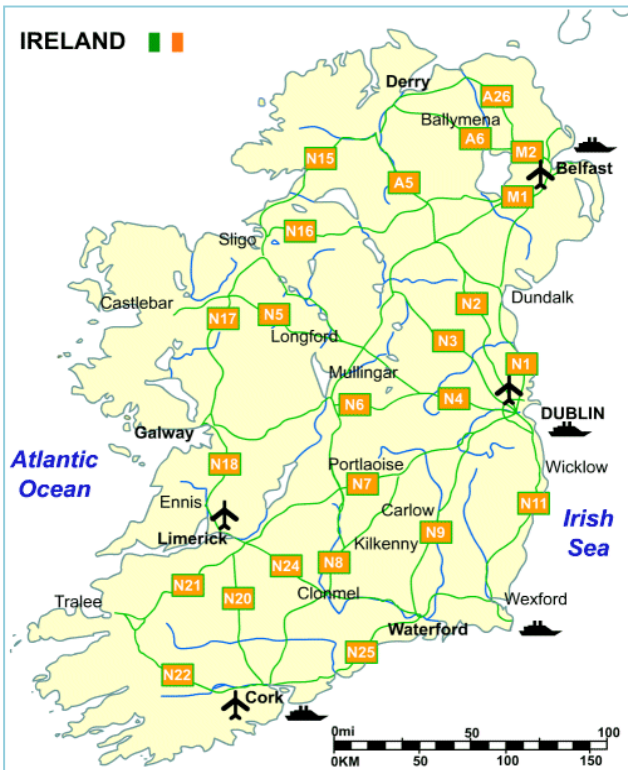 IRELAND
Derry
A26
Ballymena
A6
M2
N15
Belfast
A5
M1
N16
Sligo
Castlebar
N2
Dundalk
N5
N17
Longford
N3
N1
Mullingar
N6
N4
DUBLIN
Galway
Atlantic
Ocean
N18
Portlaoise
Wicklow
N7
Ennis
Carlow
N11
Irish
Sea
Limerick
N9
Kilkenny
N24
N8
N21
N20
Clonmel
Tralee
Wexford
Waterford
N25
N22
Cork
0mi 50 100
0KM 50 100 150